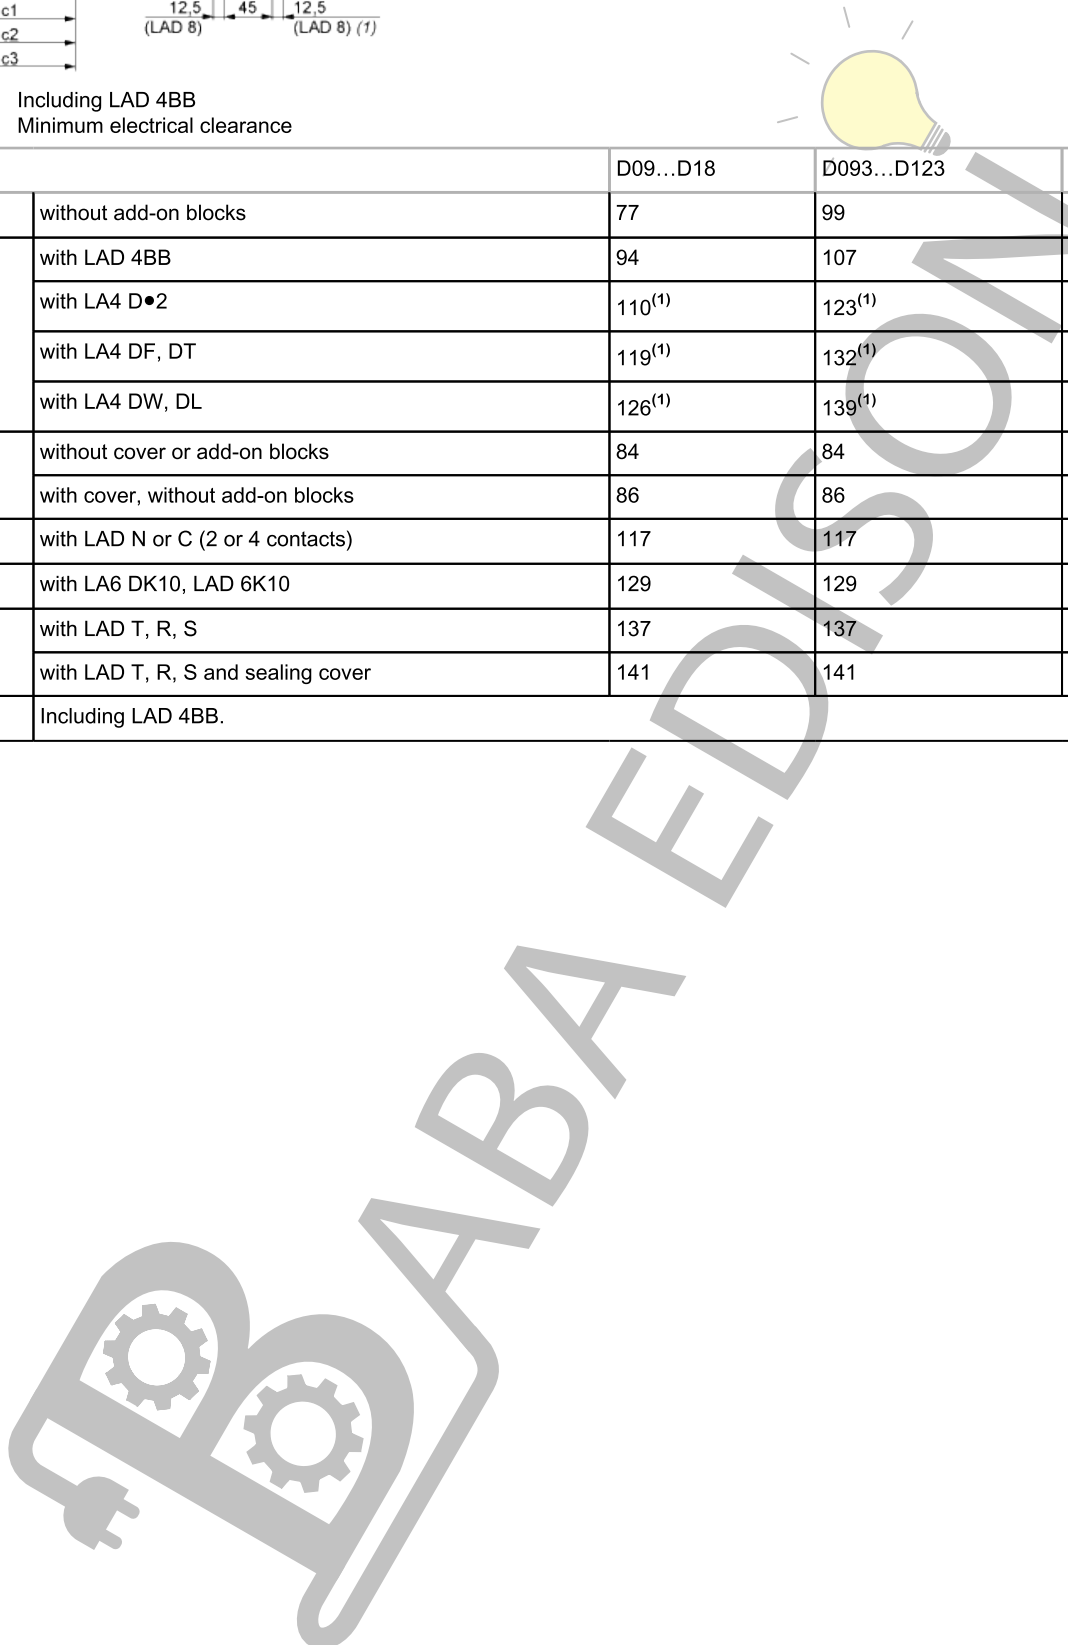 c1
c2
c3
12,5 45 12,5
(LAD 8) (LAD 8) (1)
Including LAD 4BB
Minimum electrical clearance
D09…D18 D093…D123
without add-on blocks 77 99
with LAD 4BB 94 107
with LA4 D●2 110(1) 123(1)
with LA4 DF, DT 119(1) 132(1)
with LA4 DW, DL 126(1) 139(1)
without cover or add-on blocks 84 84
with cover, without add-on blocks 86 86
with LAD N or C (2 or 4 contacts) 117 117
with LA6 DK10, LAD 6K10 129 129
with LAD T, R, S 137 137
with LAD T, R, S and sealing cover 141 141
Including LAD 4BB.
BABA EDISON